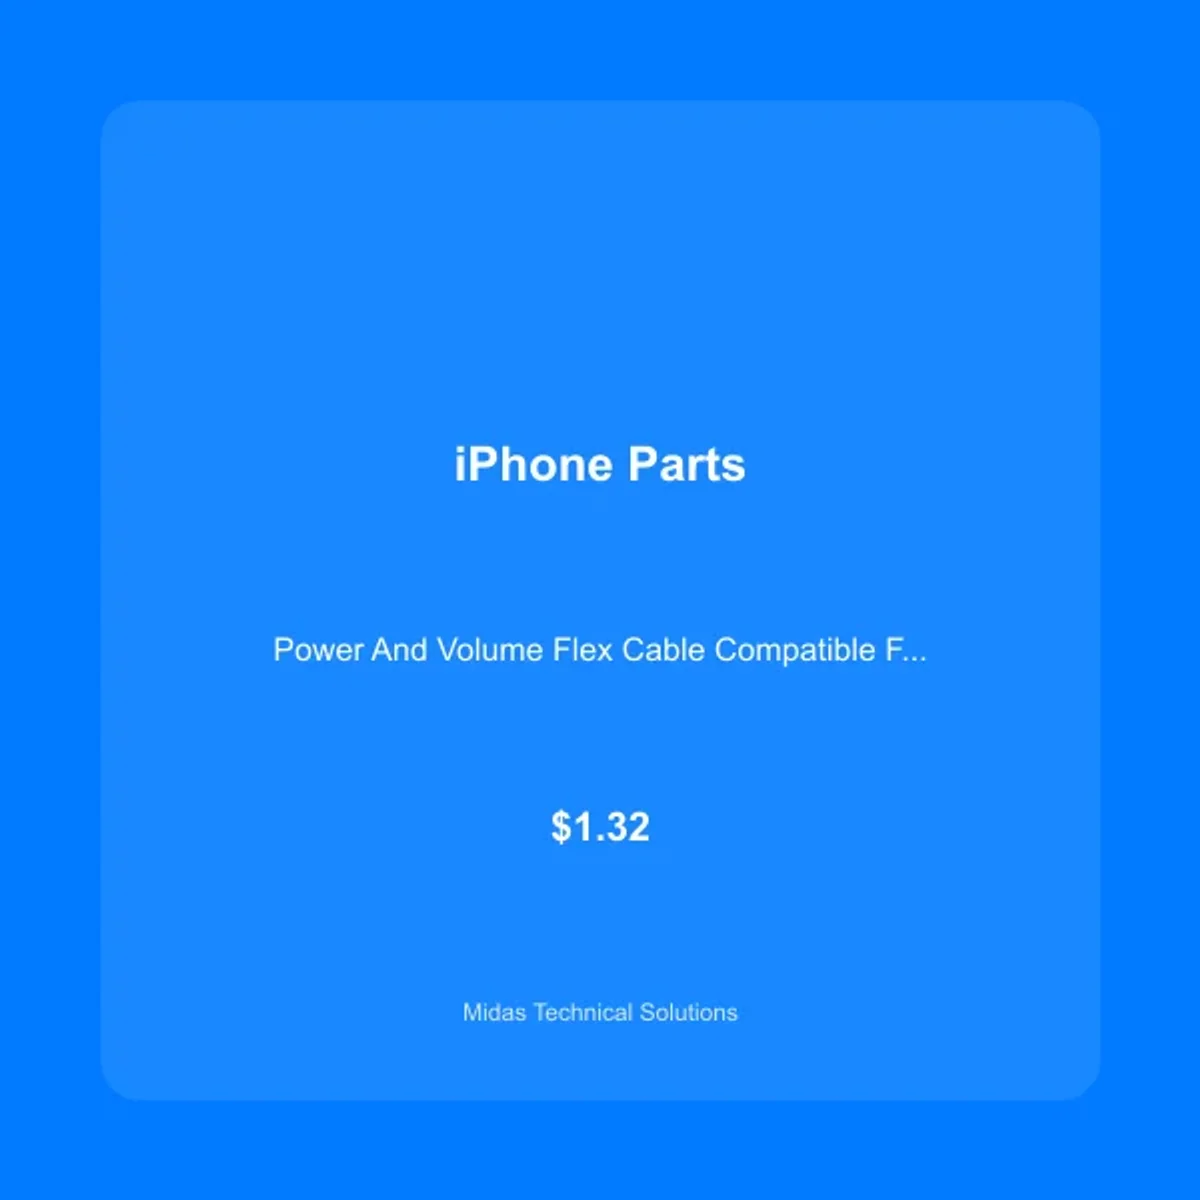 iPhone Parts
Power And Volume Flex Cable Compatible F...
$1.32
Midas Technical Solutions